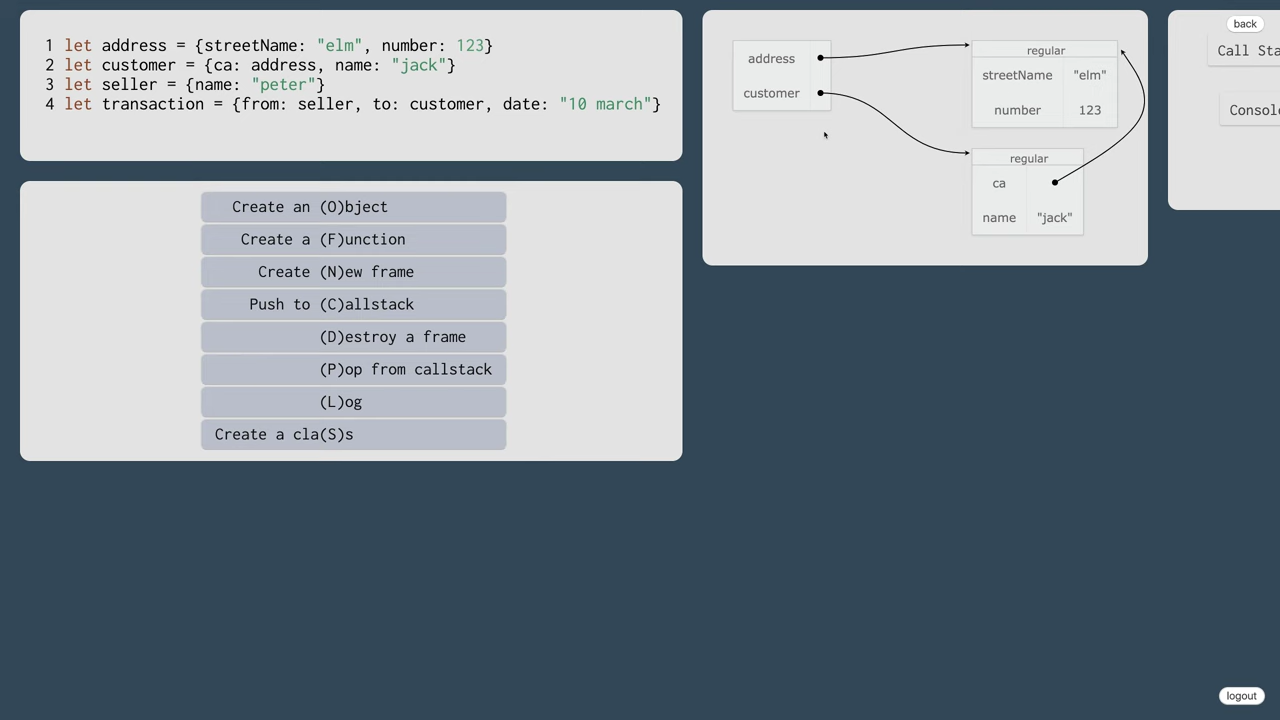 1 let address = {streetName: "elm", number: 123}
2 let customer = {ca: address, name: "jack"}
3 let seller = {name: "peter"}
4 let transaction = {from: seller, to: customer, date: "10 march"}
Create an (O)bject
Create a (F)unction
Create (N)ew frame
Push to (C)allstack
(D)estroy a frame
(P)op from callstack
(L)og
Create a cla(S)s
address
customer
regular
streetName "elm"
number 123
regular
ca
name "jack"
back
Call Sta
Console
logout